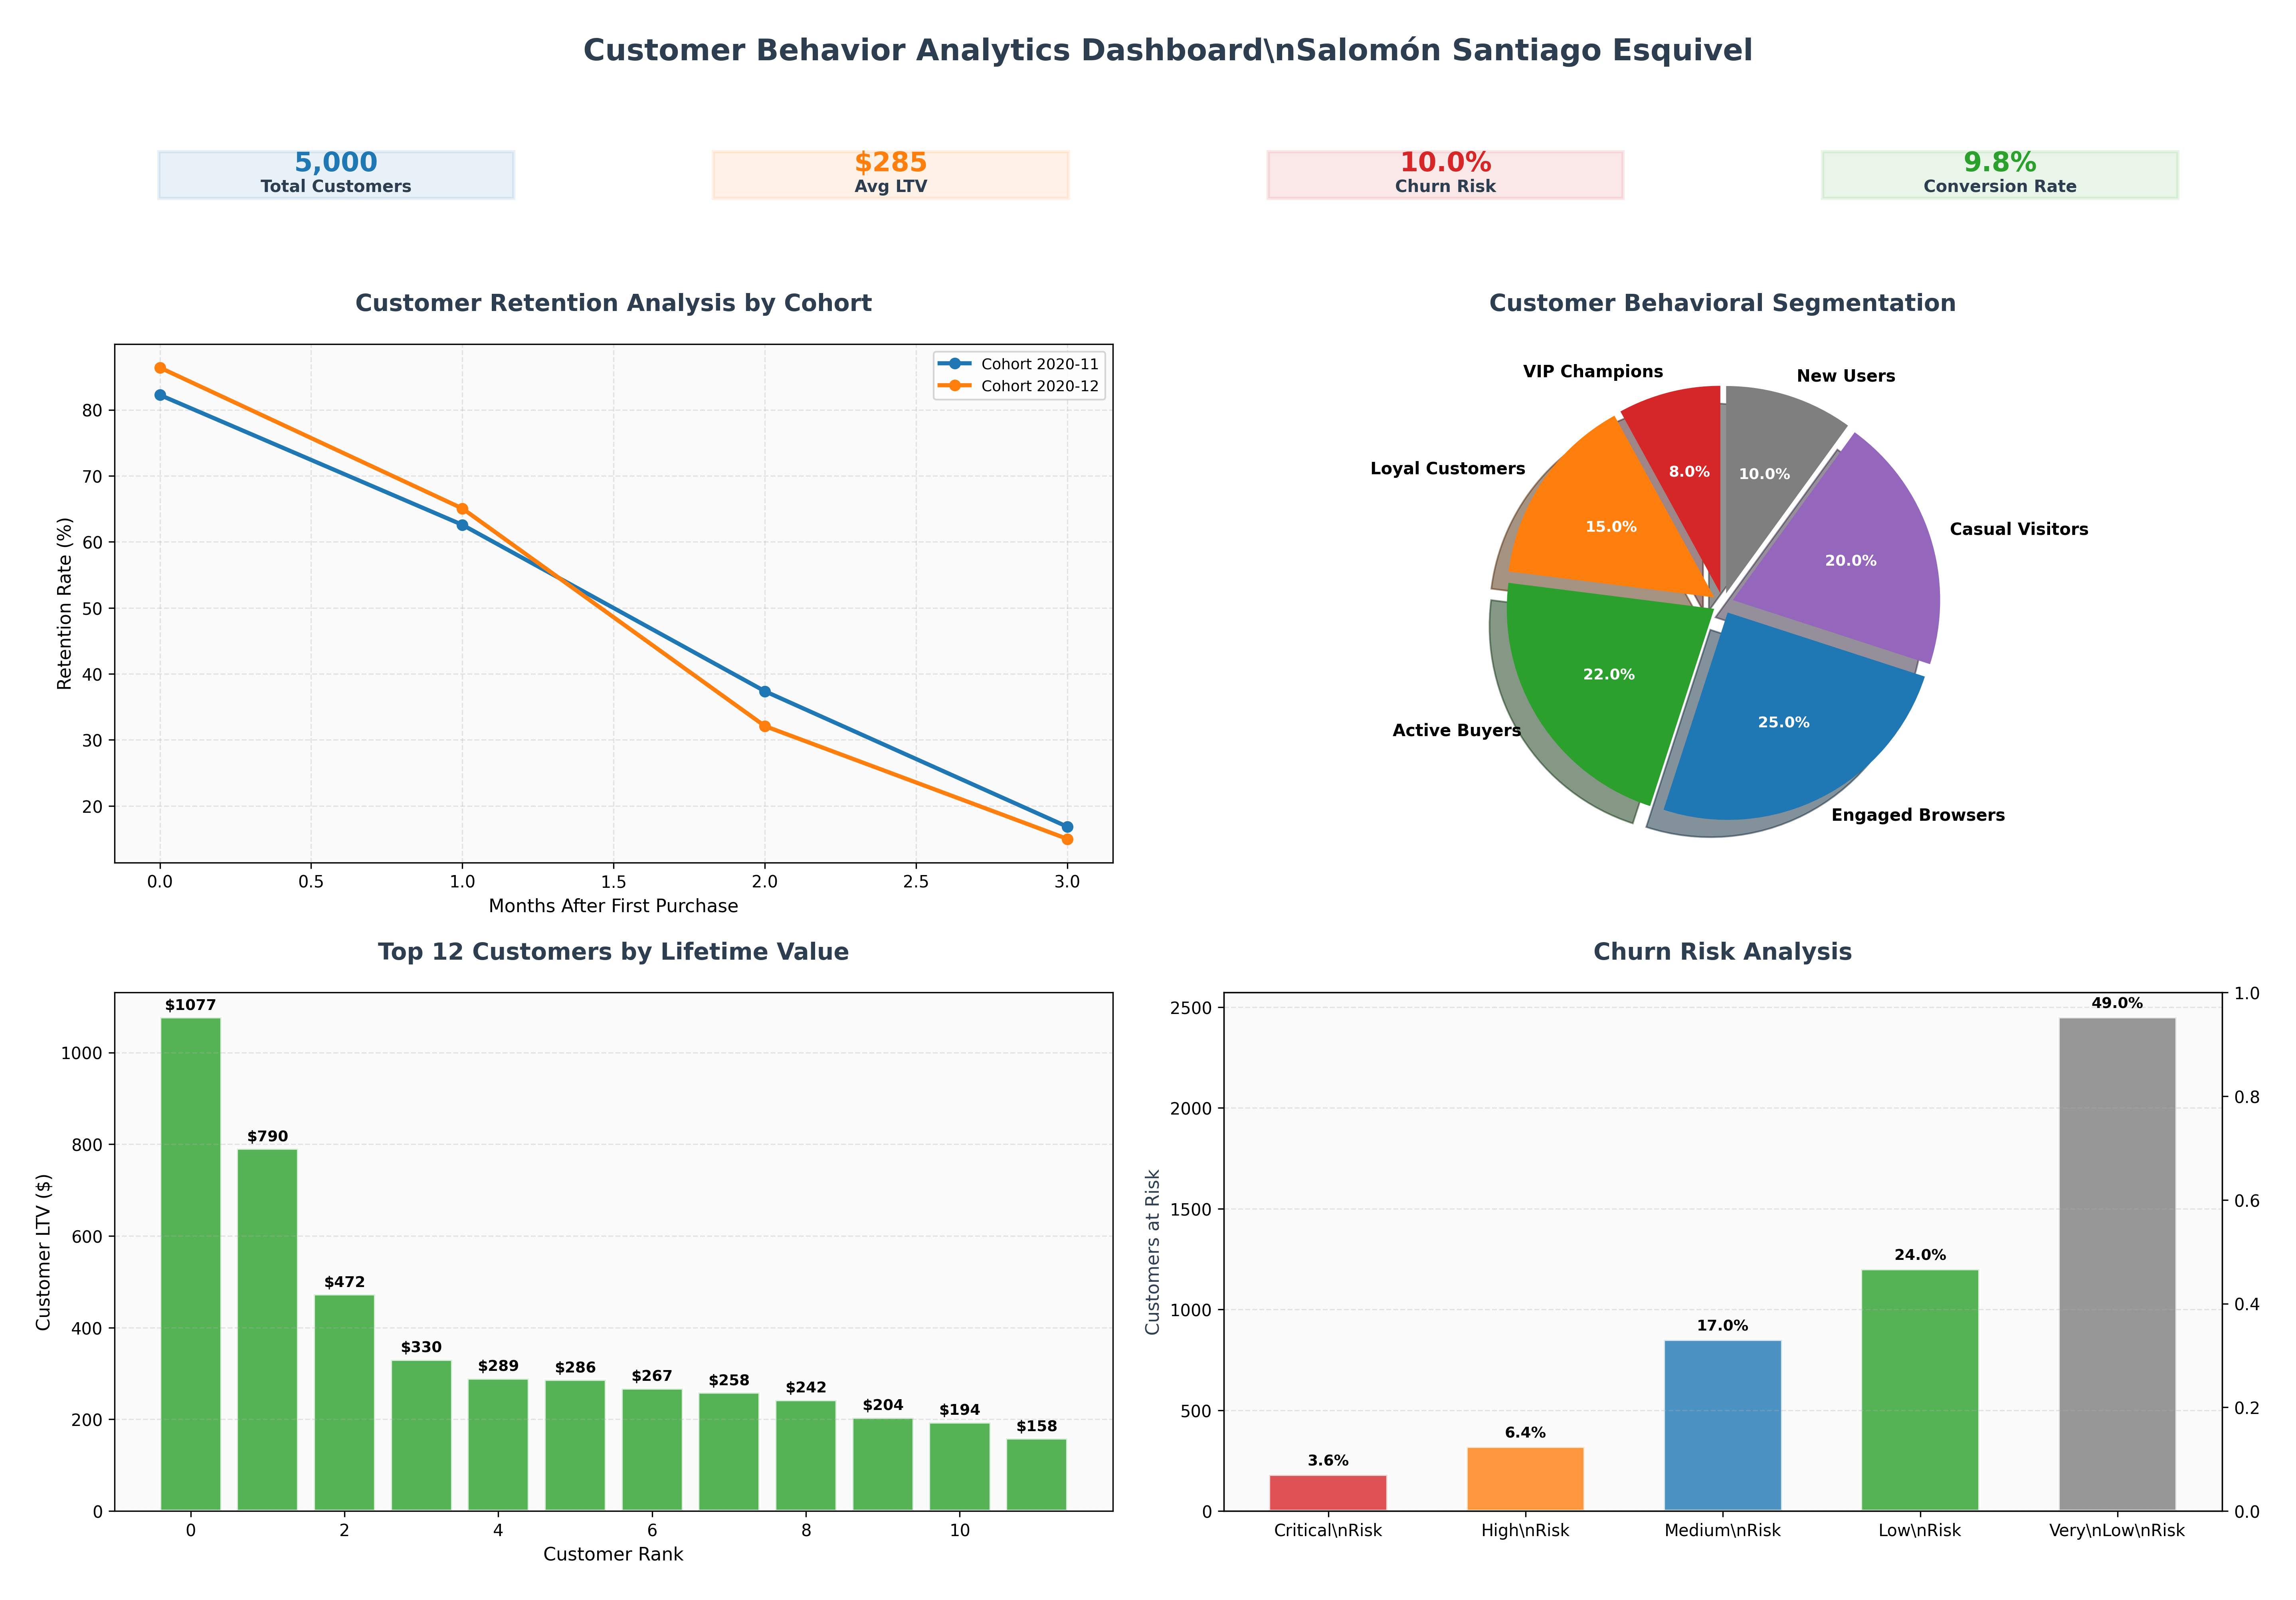 Customer Behavior Analytics Dashboard\nSalomón Santiago Esquivel
5,000
Total Customers
$285
Avg LTV
10.0%
Churn Risk
9.8%
Conversion Rate
Customer Retention Analysis by Cohort
Retention Rate (%)
80
70
60
50
40
30
20
Cohort 2020-11
Cohort 2020-12
0.0 0.5 1.0 1.5 2.0 2.5 3.0
Months After First Purchase
Customer Behavioral Segmentation
VIP Champions
New Users
Loyal Customers
Casual Visitors
Active Buyers
Engaged Browsers
8.0%
10.0%
15.0%
20.0%
22.0%
25.0%
Top 12 Customers by Lifetime Value
Customer LTV ($)
1000
800
600
400
200
0
$1077
$790
$472
$330
$289
$286
$267
$258
$242
$204
$194
$158
0 2 4 6 8 10
Customer Rank
Churn Risk Analysis
Customers at Risk
2500
2000
1500
1000
500
0
3.6%
6.4%
17.0%
24.0%
49.0%
1.0
0.8
0.6
0.4
0.2
0.0
Critical\nRisk
High\nRisk
Medium\nRisk
Low\nRisk
Very\nLow\nRisk